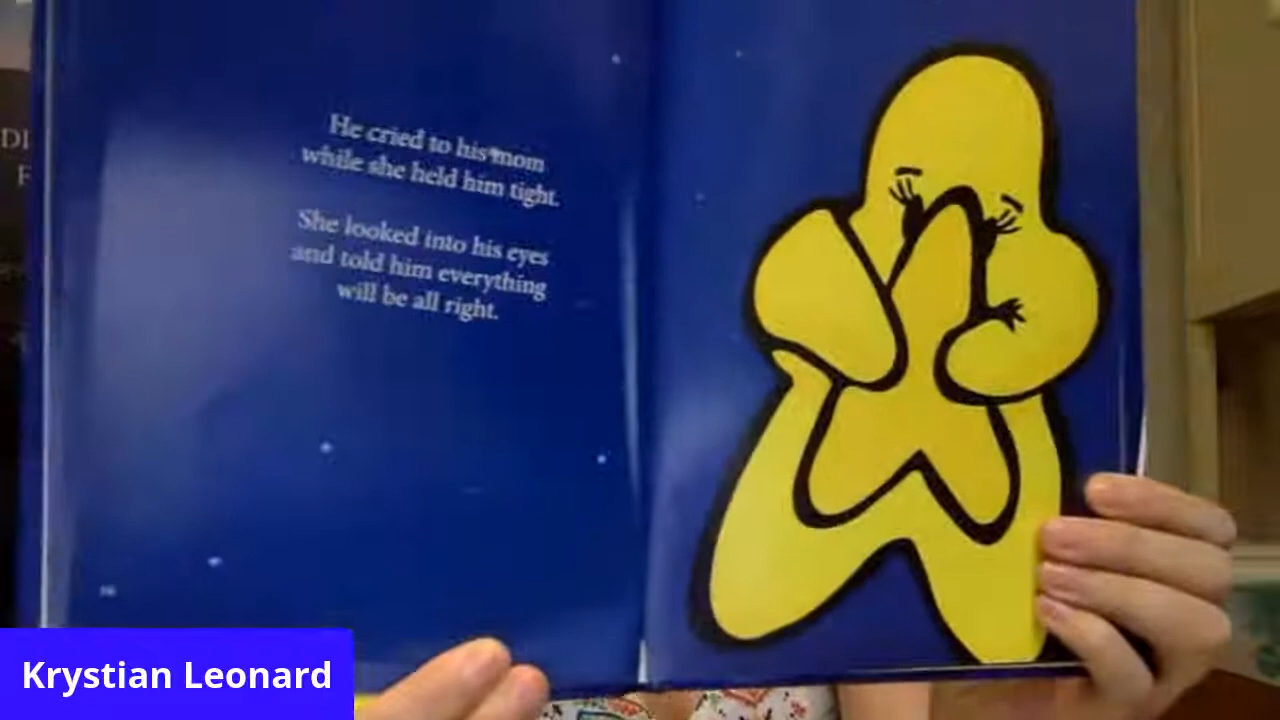 He cried to his mom
while she held him tight.
She looked into his eyes
and told him everything
will be all right.
Krystian Leonard